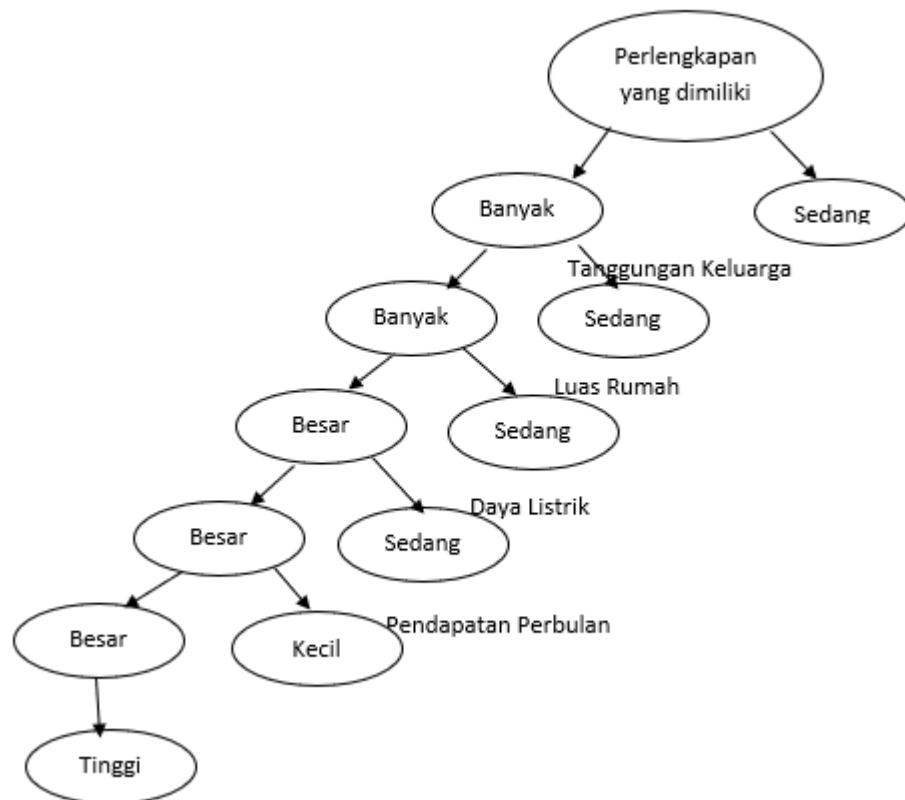 Perlengkapan
yang dimiliki
Banyak
Sedang
Tanggungan Keluarga
Banyak
Sedang
Luas Rumah
Besar
Sedang
Daya Listrik
Besar
Sedang
Pendapatan Perbulan
Besar
Kecil
Tinggi